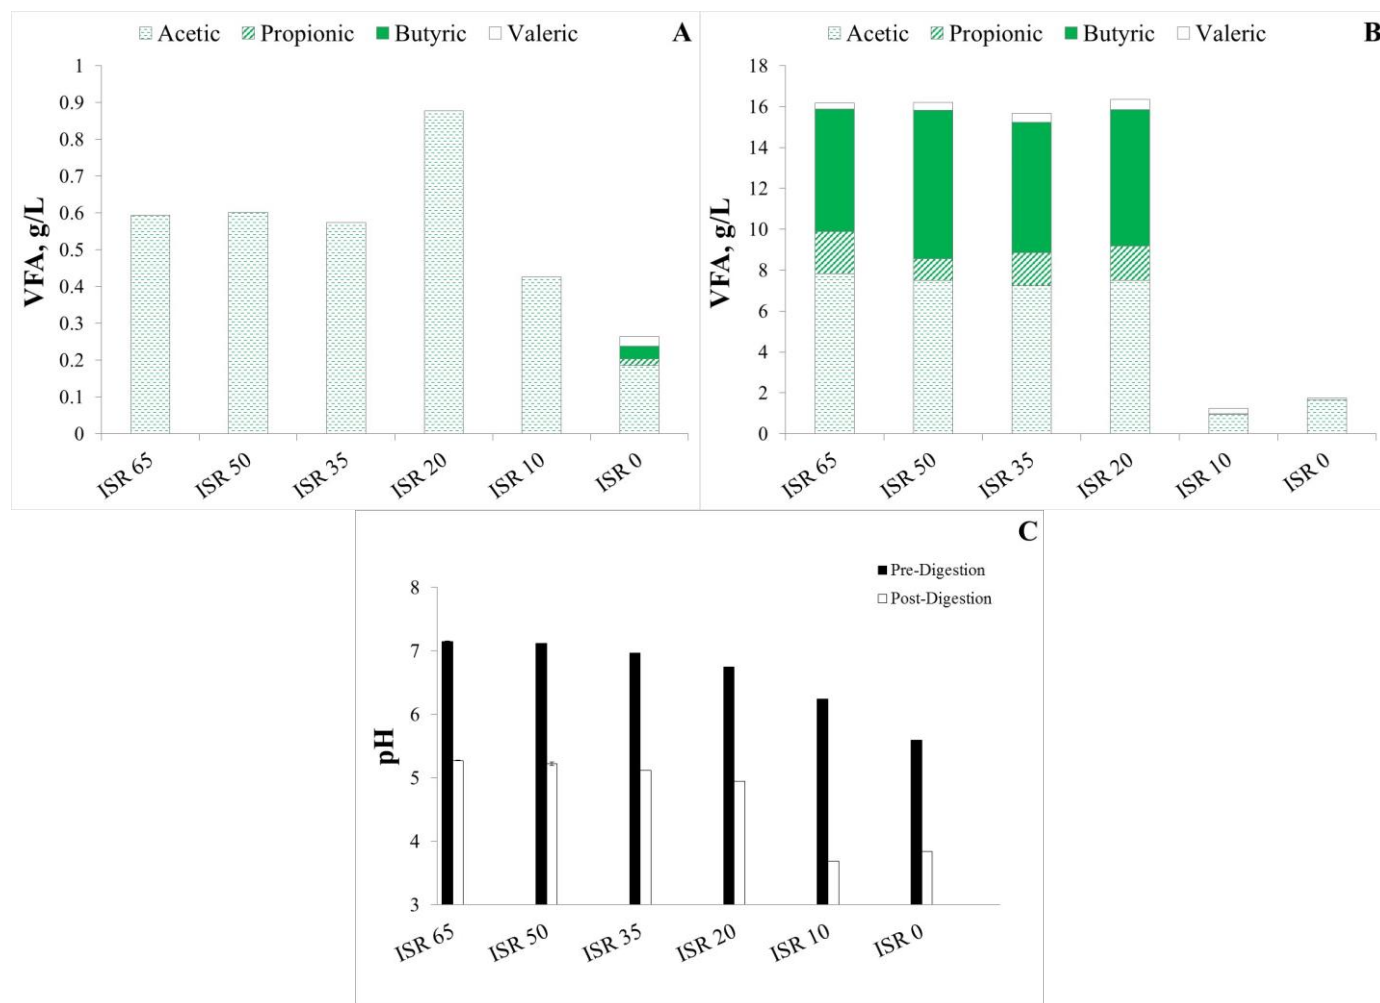 Acetic Propionic Butyric Valeric A
1
0.9
0.8
0.7
0.6
0.5
0.4
0.3
0.2
0.1
0
VFA, g/L
ISR 65 ISR 50 ISR 35 ISR 20 ISR 10 ISR 0
Acetic Propionic Butyric Valeric B
18
16
14
12
10
8
6
4
2
0
VFA, g/L
ISR 65 ISR 50 ISR 35 ISR 20 ISR 10 ISR 0
C
Pre-Digestion
Post-Digestion
8
7
6
5
4
3
pH
ISR 65 ISR 50 ISR 35 ISR 20 ISR 10 ISR 0